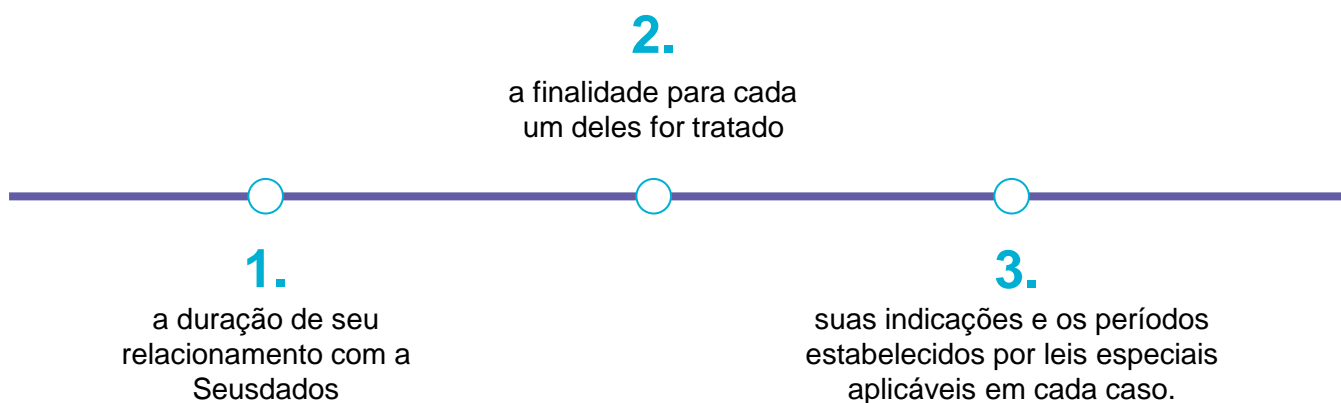 1.
a duração de seu
relacionamento com a
Seusdados
2.
a finalidade para cada
um deles for tratado
3.
suas indicações e os períodos
estabelecidos por leis especiais
aplicáveis em cada caso.